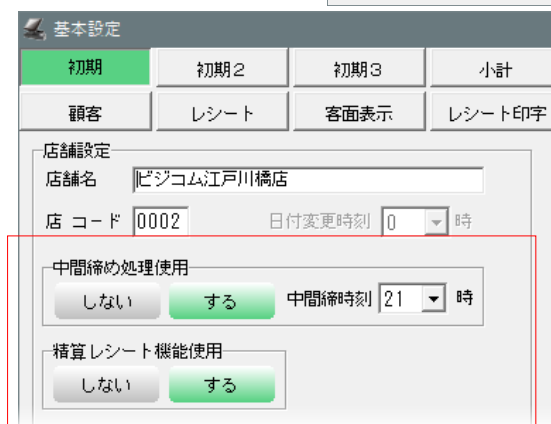 基本設定
初期 初期2 初期3 小計
顧客 レシート 客面表示 レシート印字
店舗設定
店舗名 ビジコム江戸川橋店
店 コード 0002 日付変更時刻 0 時
中間締め処理使用
しない する 中間締時刻 21 時
精算レシート機能使用
しない する